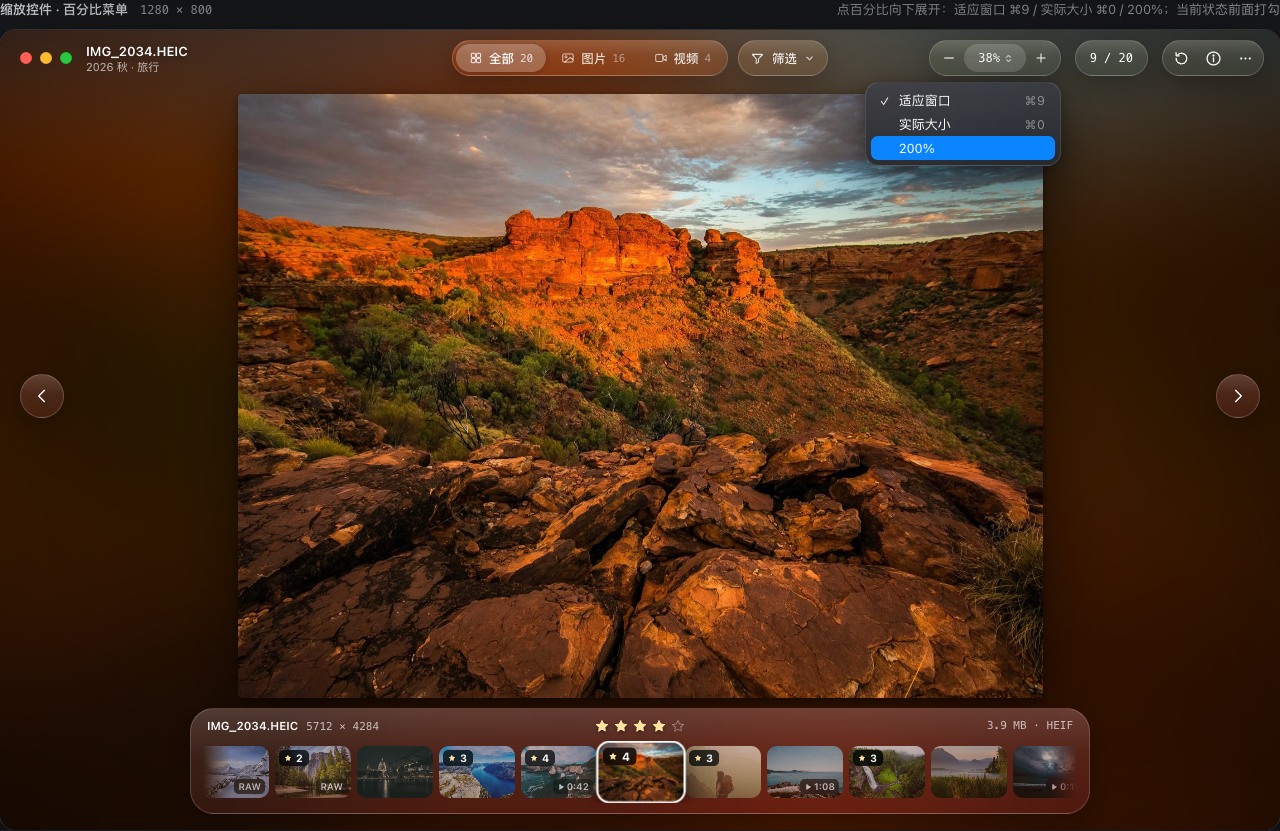 缩放控件 · 百分比菜单 1280 × 800
点百分比向下展开：适应窗口 ⌘9 / 实际大小 ⌘0 / 200%；当前状态前面打勾
IMG_2034.HEIC
2026 秋 · 旅行
全部 20 图片 16 视频 4 筛选
38%
9 / 20
适应窗口 ⌘9
实际大小 ⌘0
200%
IMG_2034.HEIC 5712 × 4284
3.9 MB · HEIF
RAW
2
RAW
3
4
0:42
4
3
1:08
3